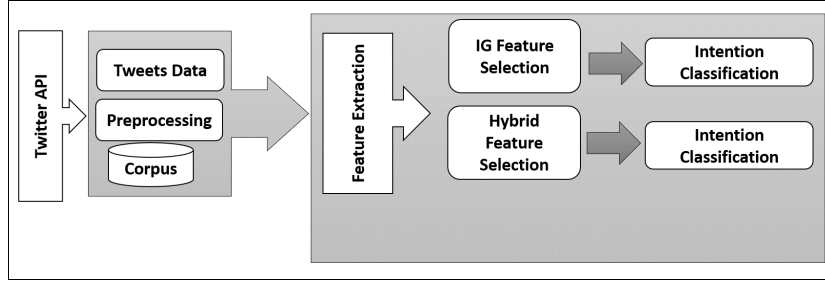 Twitter API
Tweets Data
Preprocessing
Corpus
Feature Extraction
IG Feature
Selection
Intention
Classification
Hybrid
Feature
Selection
Intention
Classification